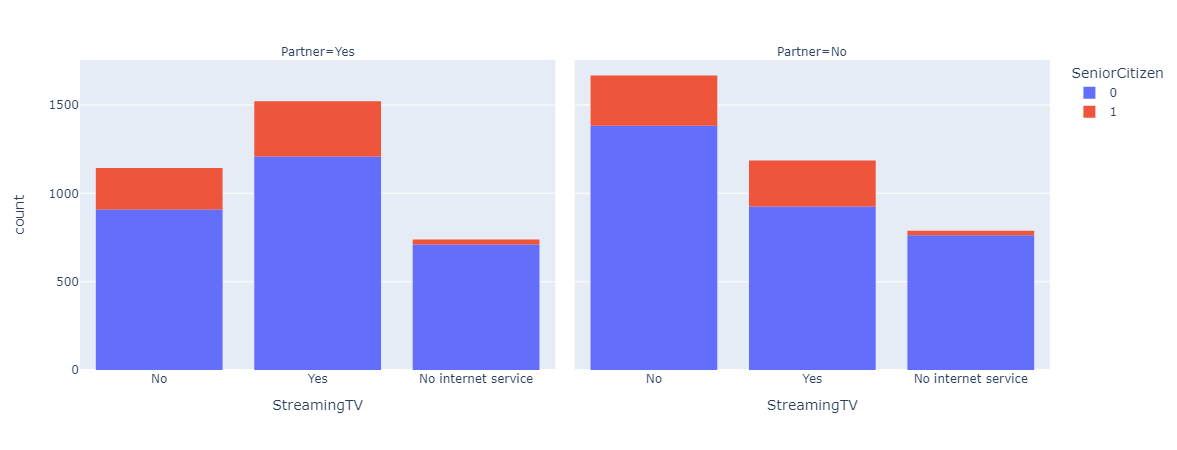 Partner=Yes
Partner=No
SeniorCitizen
0
1
1500
1000
500
0
count
No
Yes
No internet service
No
Yes
No internet service
StreamingTV
StreamingTV